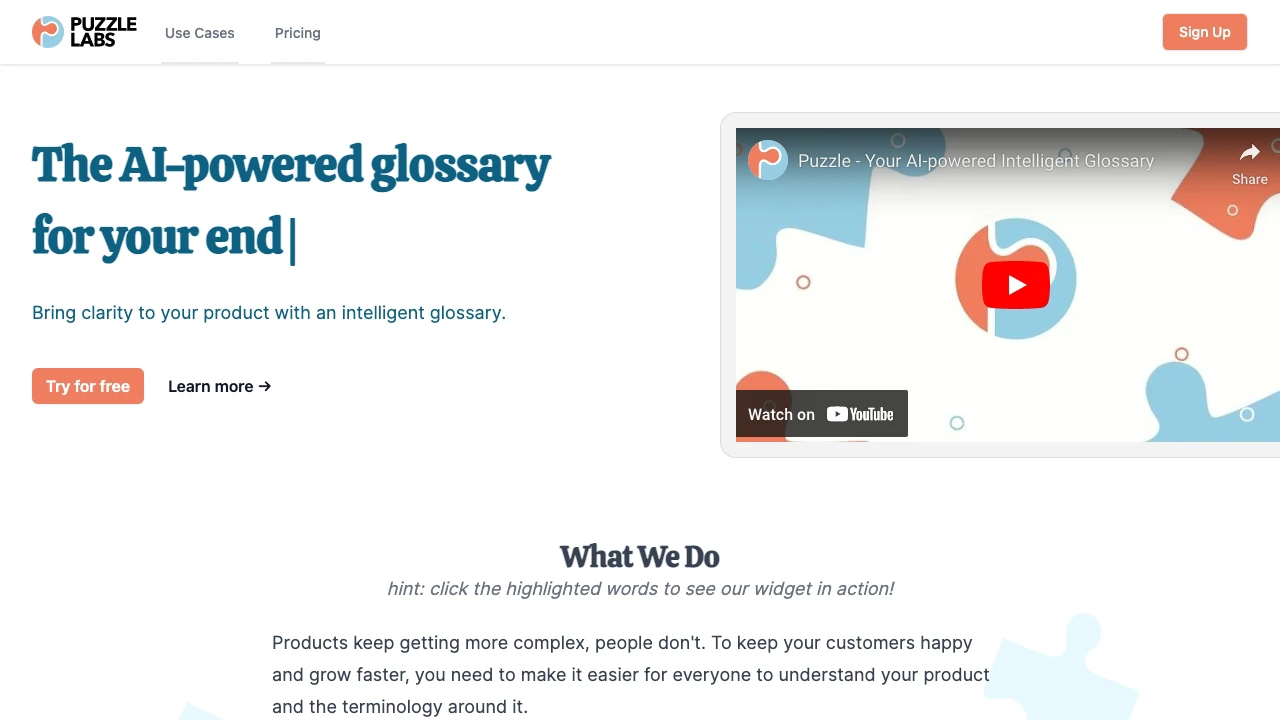 PUZZLE
LABS
Use Cases
Pricing
Sign Up
The AI-powered glossary
for your end|
Bring clarity to your product with an intelligent glossary.
Try for free
Learn more →
Puzzle - Your AI-powered Intelligent Glossary
Share
Watch on YouTube
What We Do
hint: click the highlighted words to see our widget in action!
Products keep getting more complex, people don't. To keep your customers happy
and grow faster, you need to make it easier for everyone to understand your product
and the terminology around it.